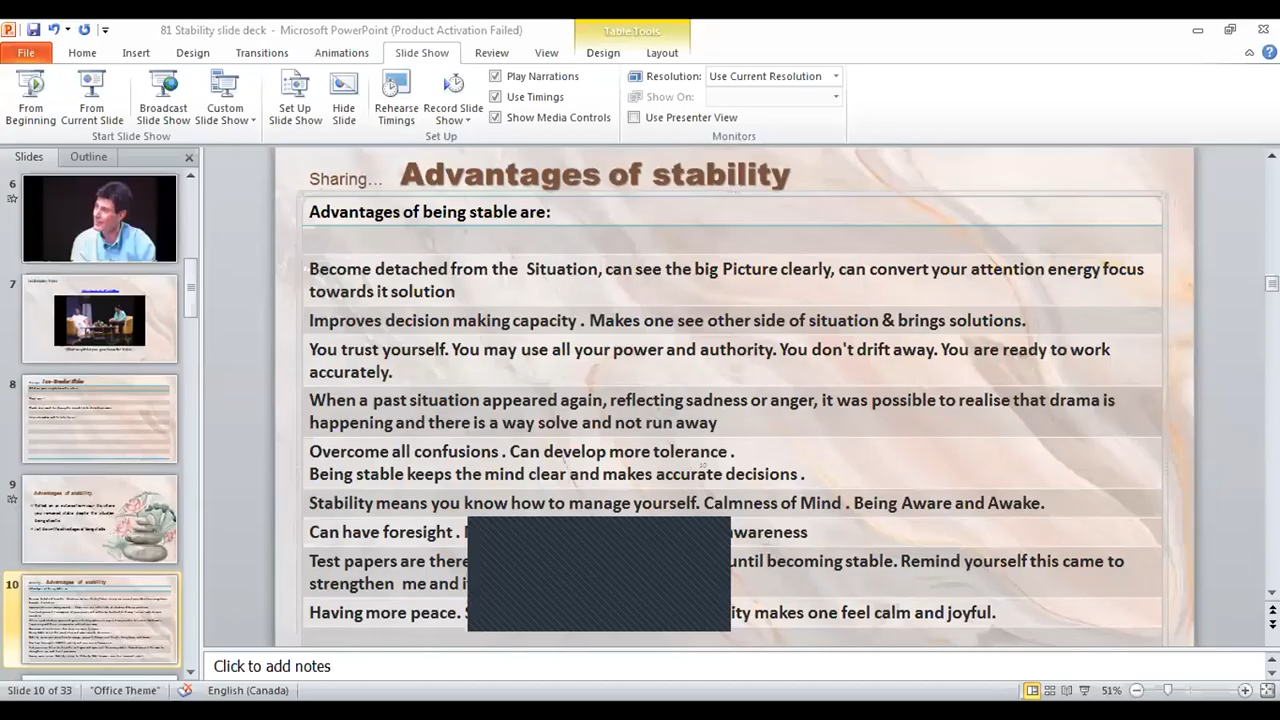 81 Stability slide deck - Microsoft PowerPoint (Product Activation Failed)
Table Tools
File Home Insert Design Transitions Animations Slide Show Review View Design Layout
From Beginning
From Current Slide
Broadcast Slide Show
Custom Slide Show
Set Up Slide Show
Hide Slide
Rehearse Timings
Record Slide Show
Play Narrations
Use Timings
Show Media Controls
Resolution: Use Current Resolution
Show On:
Use Presenter View
Start Slide Show
Set Up
Monitors
Slides Outline
6
7
8
9
Advantages of stability
10
Advantages of stability
Sharing... Advantages of stability
Advantages of being stable are:
Become detached from the Situation, can see the big Picture clearly, can convert your attention energy focus
towards it solution
Improves decision making capacity . Makes one see other side of situation & brings solutions.
You trust yourself. You may use all your power and authority. You don't drift away. You are ready to work
accurately.
When a past situation appeared again, reflecting sadness or anger, it was possible to realise that drama is
happening and there is a way solve and not run away
Overcome all confusions . Can develop more tolerance .
Being stable keeps the mind clear and makes accurate decisions .
Stability means you know how to manage yourself. Calmness of Mind . Being Aware and Awake.
Can have foresight . awareness
Test papers are there until becoming stable. Remind yourself this came to
strengthen me and
Having more peace. makes one feel calm and joyful.
Click to add notes
Slide 10 of 33 "Office Theme" English (Canada) 51%